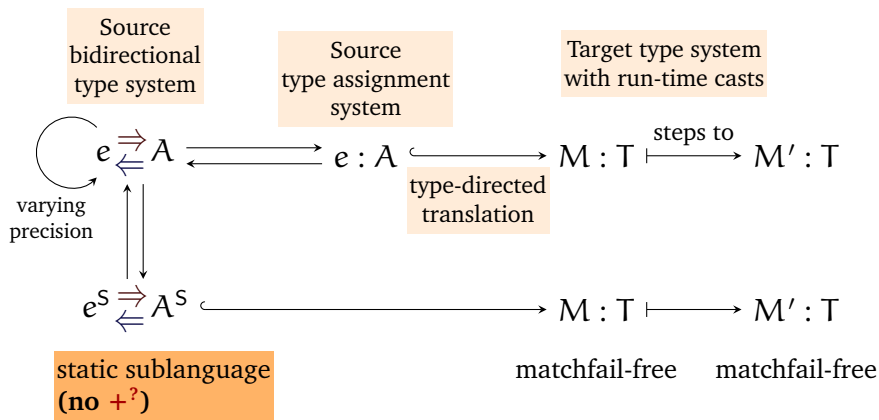 Source
bidirectional
type system
Source
type assignment
system
Target type system
with run-time casts
e ⇒ ⇐ A
e : A
M : T
steps to
M′ : T
varying
precision
type-directed
translation
eˢ ⇒ ⇐ Aˢ
M : T
M′ : T
static sublanguage
(no +?)
matchfail-free
matchfail-free